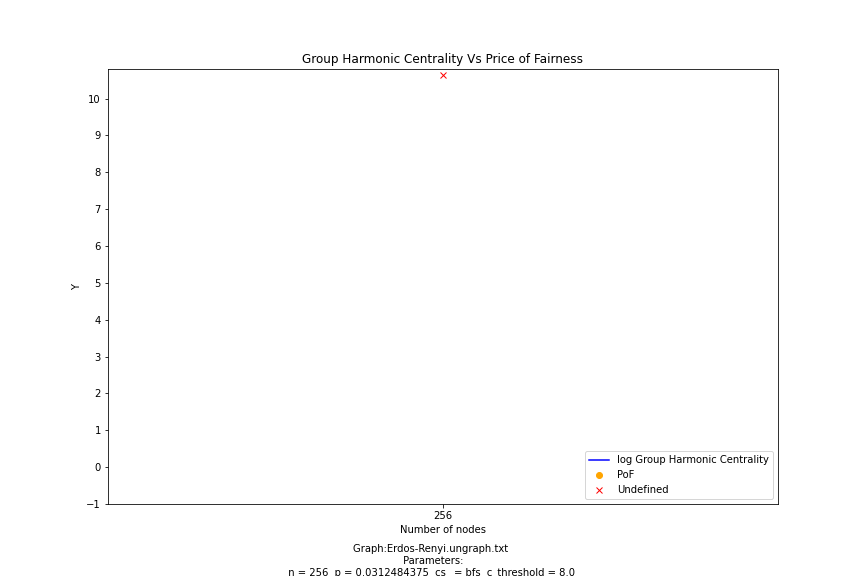 Group Harmonic Centrality Vs Price of Fairness
10
9
8
7
6
5
4
3
2
1
0
−1
Y
log Group Harmonic Centrality
PoF
Undefined
256
Number of nodes
Graph:Erdos-Renyi.ungraph.txt
Parameters:
n = 256 p = 0.0312484375 cs_ = bfs c_threshold = 8.0